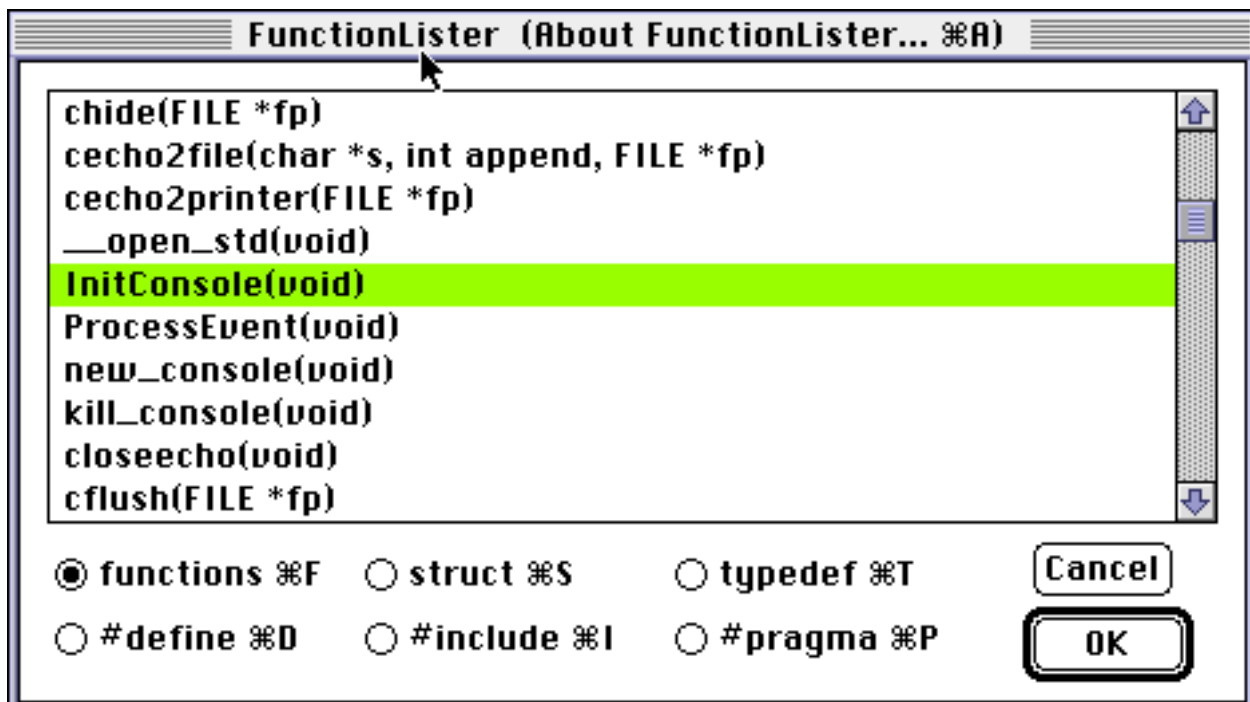 FunctionLister (About FunctionLister... ⌘A)
chide(FILE *fp)
cecho2file(char *s, int append, FILE *fp)
cecho2printer(FILE *fp)
__open_std(void)
InitConsole(void)
ProcessEvent(void)
new_console(void)
kill_console(void)
closeecho(void)
cflush(FILE *fp)
functions ⌘F struct ⌘S typedef ⌘T Cancel
#define ⌘D #include ⌘I #pragma ⌘P OK